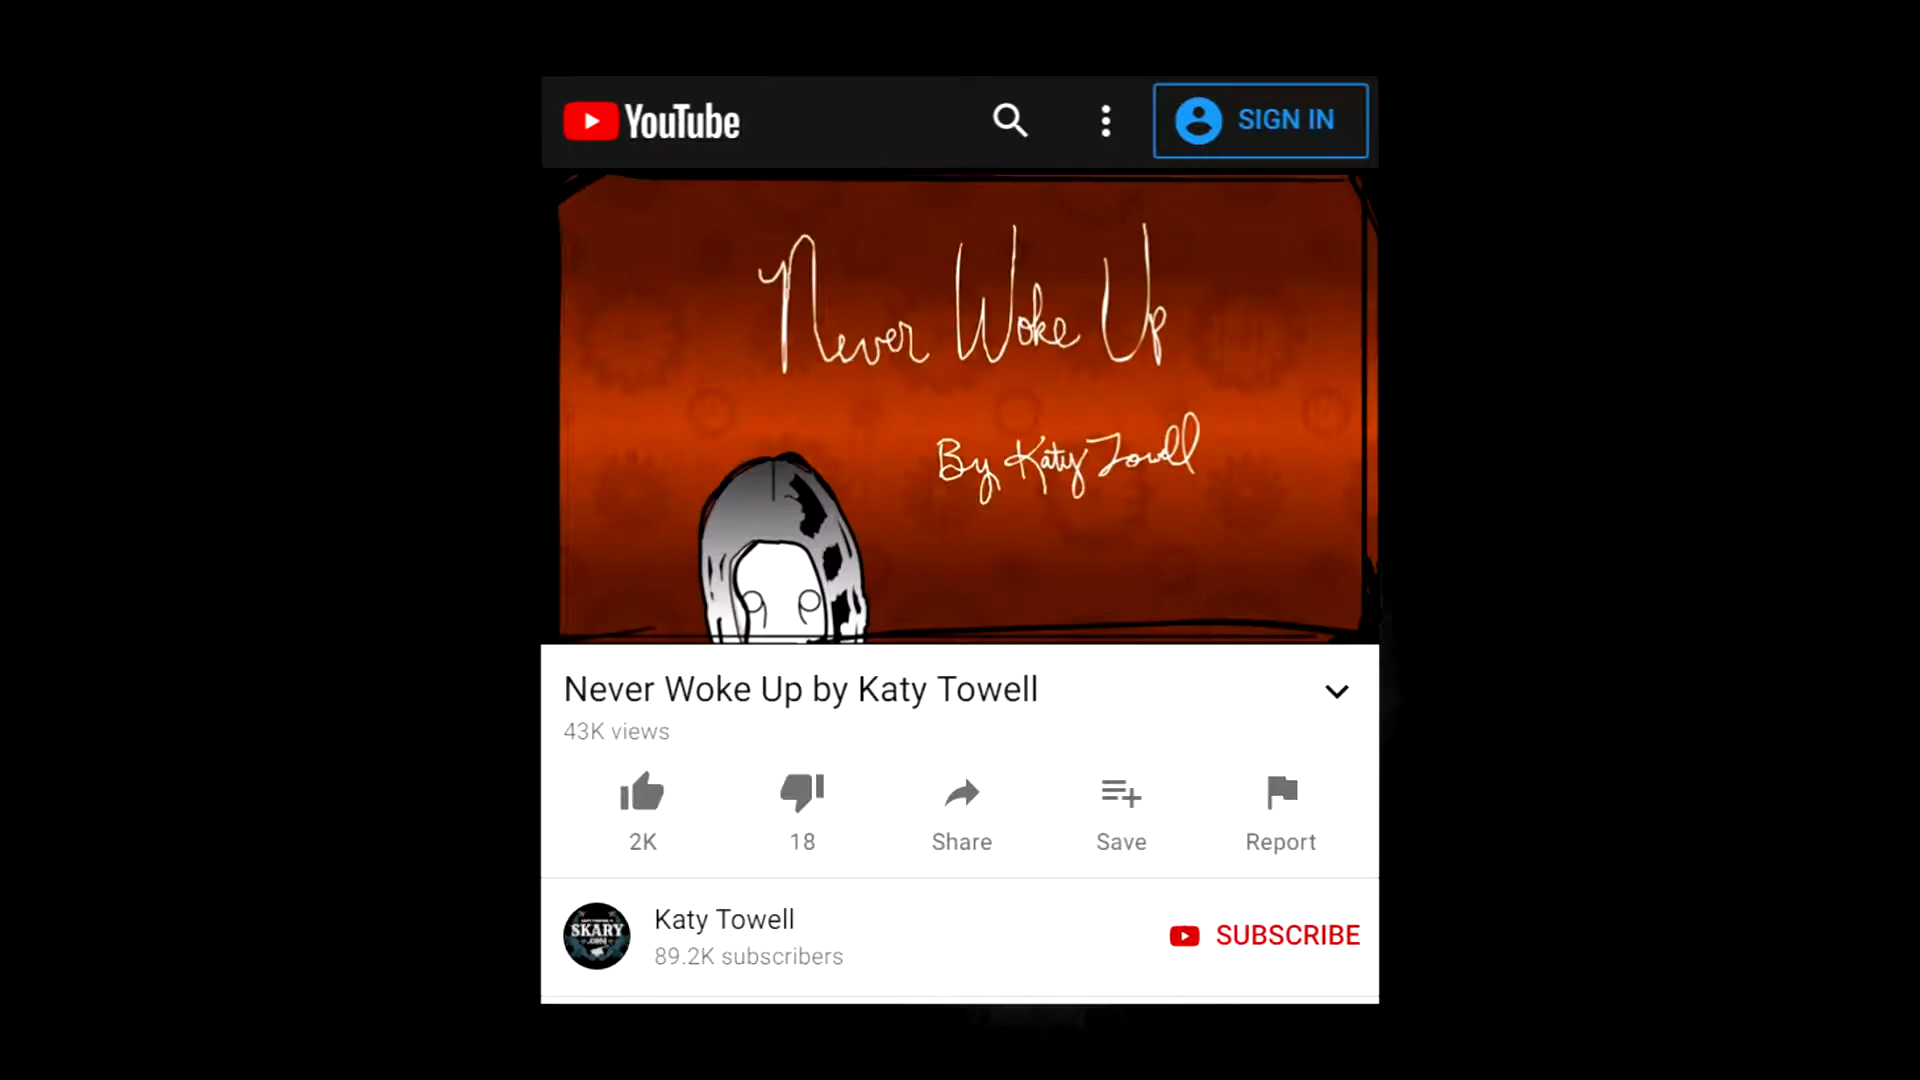 YouTube
SIGN IN
Never Woke Up
By Katy Towell
Never Woke Up by Katy Towell
43K views
2K
18
Share
Save
Report
SKARY
.COM
Katy Towell
89.2K subscribers
SUBSCRIBE